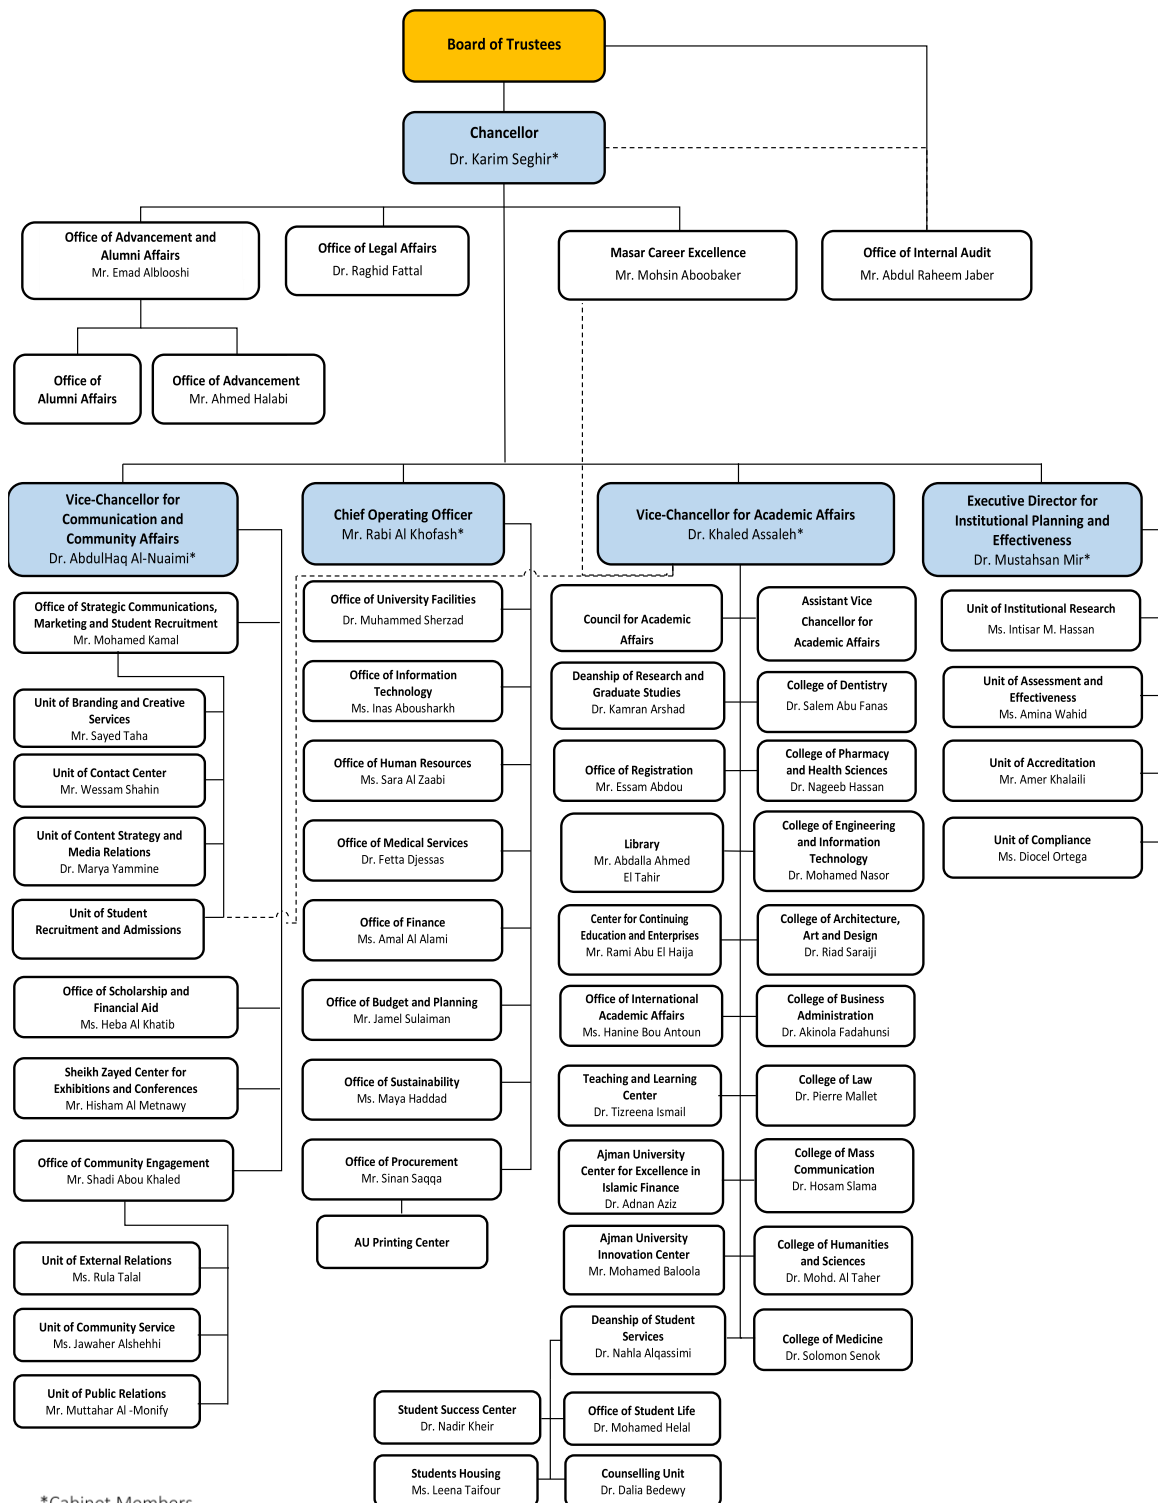 Board of Trustees
Chancellor
Dr. Karim Seghir*
Office of Advancement and
Alumni Affairs
Mr. Emad Alblooshi
Office of Legal Affairs
Dr. Raghid Fattal
Masar Career Excellence
Mr. Mohsin Aboobaker
Office of Internal Audit
Mr. Abdul Raheem Jaber
Office of
Alumni Affairs
Office of Advancement
Mr. Ahmed Halabi
Vice-Chancellor for
Communication and
Community Affairs
Dr. AbdulHaq Al-Nuaimi*
Chief Operating Officer
Mr. Rabi Al Khofash*
Vice-Chancellor for Academic Affairs
Dr. Khaled Assaleh*
Executive Director for
Institutional Planning and
Effectiveness
Dr. Mustahsan Mir*
Office of Strategic Communications,
Marketing and Student Recruitment
Mr. Mohamed Kamal
Unit of Branding and Creative
Services
Mr. Sayed Taha
Unit of Contact Center
Mr. Wessam Shahin
Unit of Content Strategy and
Media Relations
Dr. Marya Yammine
Unit of Student
Recruitment and Admissions
Office of Scholarship and
Financial Aid
Ms. Heba Al Khatib
Sheikh Zayed Center for
Exhibitions and Conferences
Mr. Hisham Al Metnawy
Office of Community Engagement
Mr. Shadi Abou Khaled
Unit of External Relations
Ms. Rula Talal
Unit of Community Service
Ms. Jawaher Alshehhi
Unit of Public Relations
Mr. Muttahar Al -Monify
Office of University Facilities
Dr. Muhammed Sherzad
Office of Information
Technology
Ms. Inas Abousharkh
Office of Human Resources
Ms. Sara Al Zaabi
Office of Medical Services
Dr. Fetta Djessas
Office of Finance
Ms. Amal Al Alami
Office of Budget and Planning
Mr. Jamel Sulaiman
Office of Sustainability
Ms. Maya Haddad
Office of Procurement
Mr. Sinan Saqqa
AU Printing Center
Council for Academic
Affairs
Deanship of Research and
Graduate Studies
Dr. Kamran Arshad
Office of Registration
Mr. Essam Abdou
Library
Mr. Abdalla Ahmed
El Tahir
Center for Continuing
Education and Enterprises
Mr. Rami Abu El Haija
Office of International
Academic Affairs
Ms. Hanine Bou Antoun
Teaching and Learning
Center
Dr. Tizreena Ismail
Ajman University
Center for Excellence in
Islamic Finance
Dr. Adnan Aziz
Ajman University
Innovation Center
Mr. Mohamed Baloola
Deanship of Student
Services
Dr. Nahla Alqassimi
Assistant Vice
Chancellor for
Academic Affairs
College of Dentistry
Dr. Salem Abu Fanas
College of Pharmacy
and Health Sciences
Dr. Nageeb Hassan
College of Engineering
and Information
Technology
Dr. Mohamed Nasor
College of Architecture,
Art and Design
Dr. Riad Saraiji
College of Business
Administration
Dr. Akinola Fadahunsi
College of Law
Dr. Pierre Mallet
College of Mass
Communication
Dr. Hosam Slama
College of Humanities
and Sciences
Dr. Mohd. Al Taher
College of Medicine
Dr. Solomon Senok
Student Success Center
Dr. Nadir Kheir
Office of Student Life
Dr. Mohamed Helal
Students Housing
Ms. Leena Taifour
Counselling Unit
Dr. Dalia Bedewy
Unit of Institutional Research
Ms. Intisar M. Hassan
Unit of Assessment and
Effectiveness
Ms. Amina Wahid
Unit of Accreditation
Mr. Amer Khalaili
Unit of Compliance
Ms. Diocel Ortega
*Cabinet Members